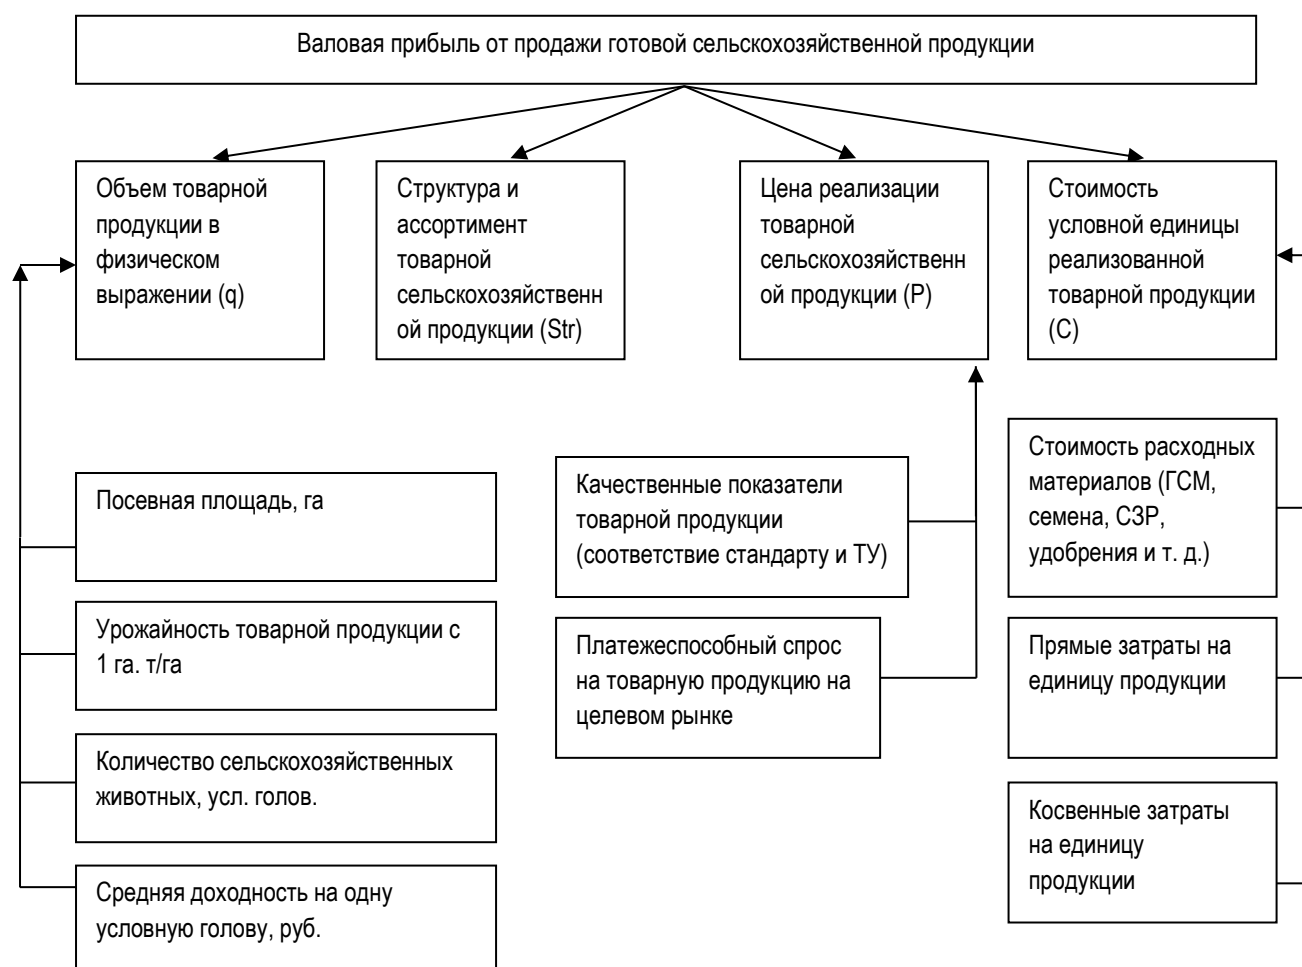 Валовая прибыль от продажи готовой сельскохозяйственной продукции
Объем товарной
продукции в
физическом
выражении (q)
Структура и
ассортимент
товарной
сельскохозяйственн
ой продукции (Str)
Цена реализации
товарной
сельскохозяйственн
ой продукции (P)
Стоимость
условной единицы
реализованной
товарной продукции
(C)
Посевная площадь, га
Урожайность товарной продукции с
1 га. т/га
Количество сельскохозяйственных
животных, усл. голов.
Средняя доходность на одну
условную голову, руб.
Качественные показатели
товарной продукции
(соответствие стандарту и ТУ)
Платежеспособный спрос
на товарную продукцию на
целевом рынке
Стоимость расходных
материалов (ГСМ,
семена, СЗР,
удобрения и т. д.)
Прямые затраты на
единицу продукции
Косвенные затраты
на единицу
продукции